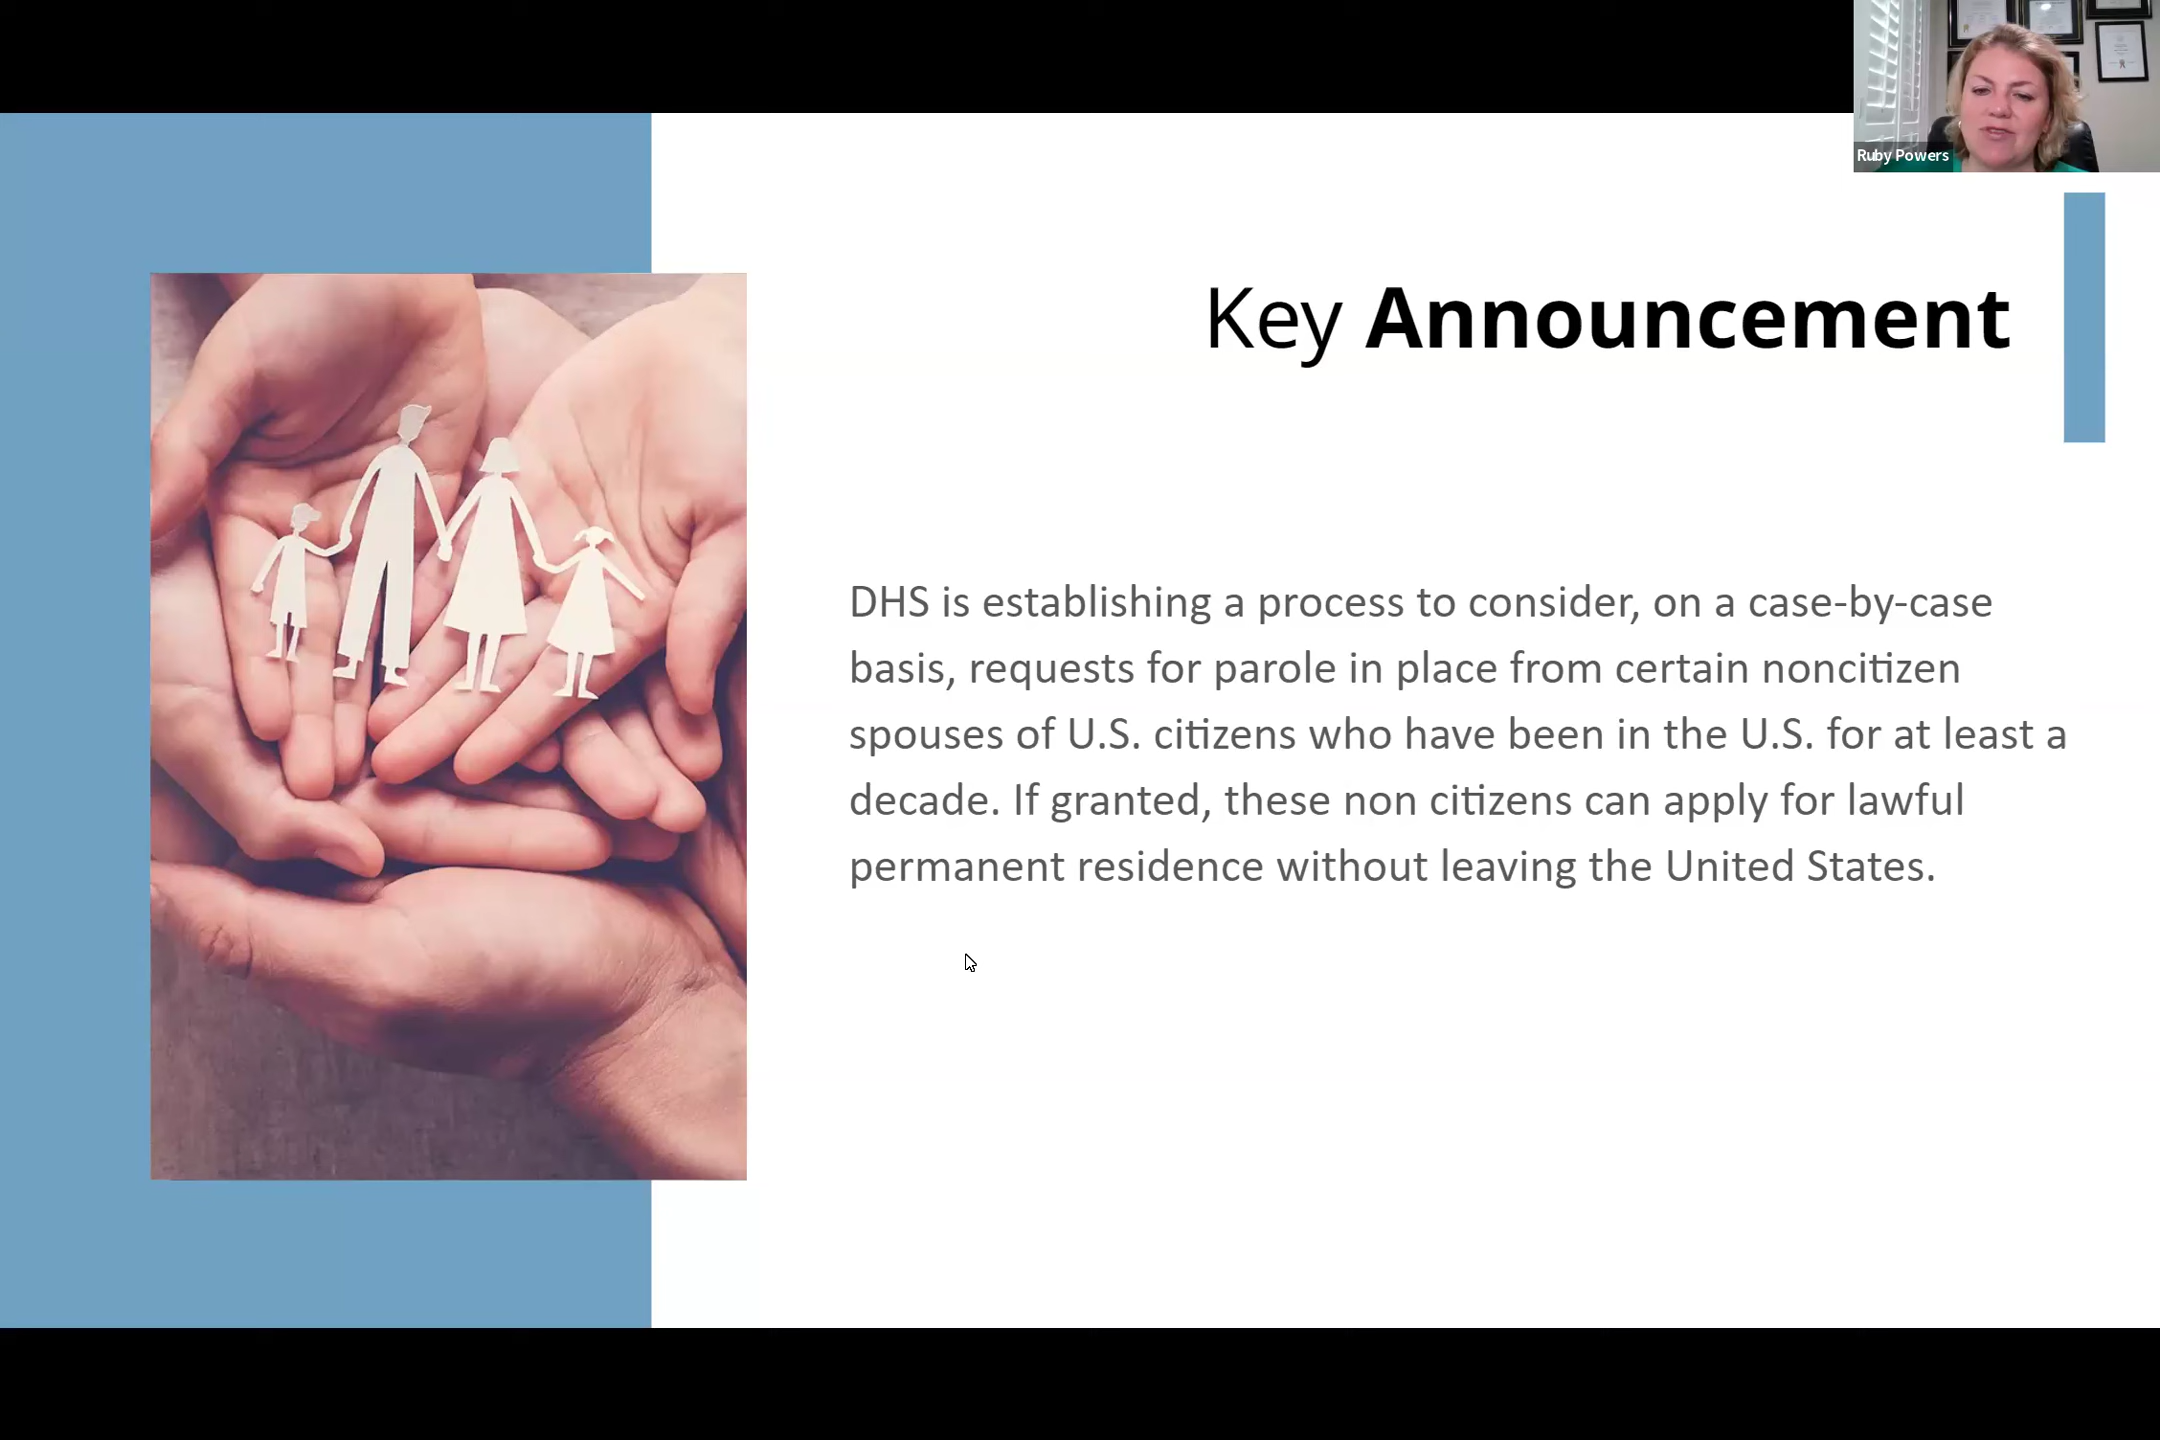 Ruby Powers
Key Announcement
DHS is establishing a process to consider, on a case-by-case
basis, requests for parole in place from certain noncitizen
spouses of U.S. citizens who have been in the U.S. for at least a
decade. If granted, these non citizens can apply for lawful
permanent residence without leaving the United States.